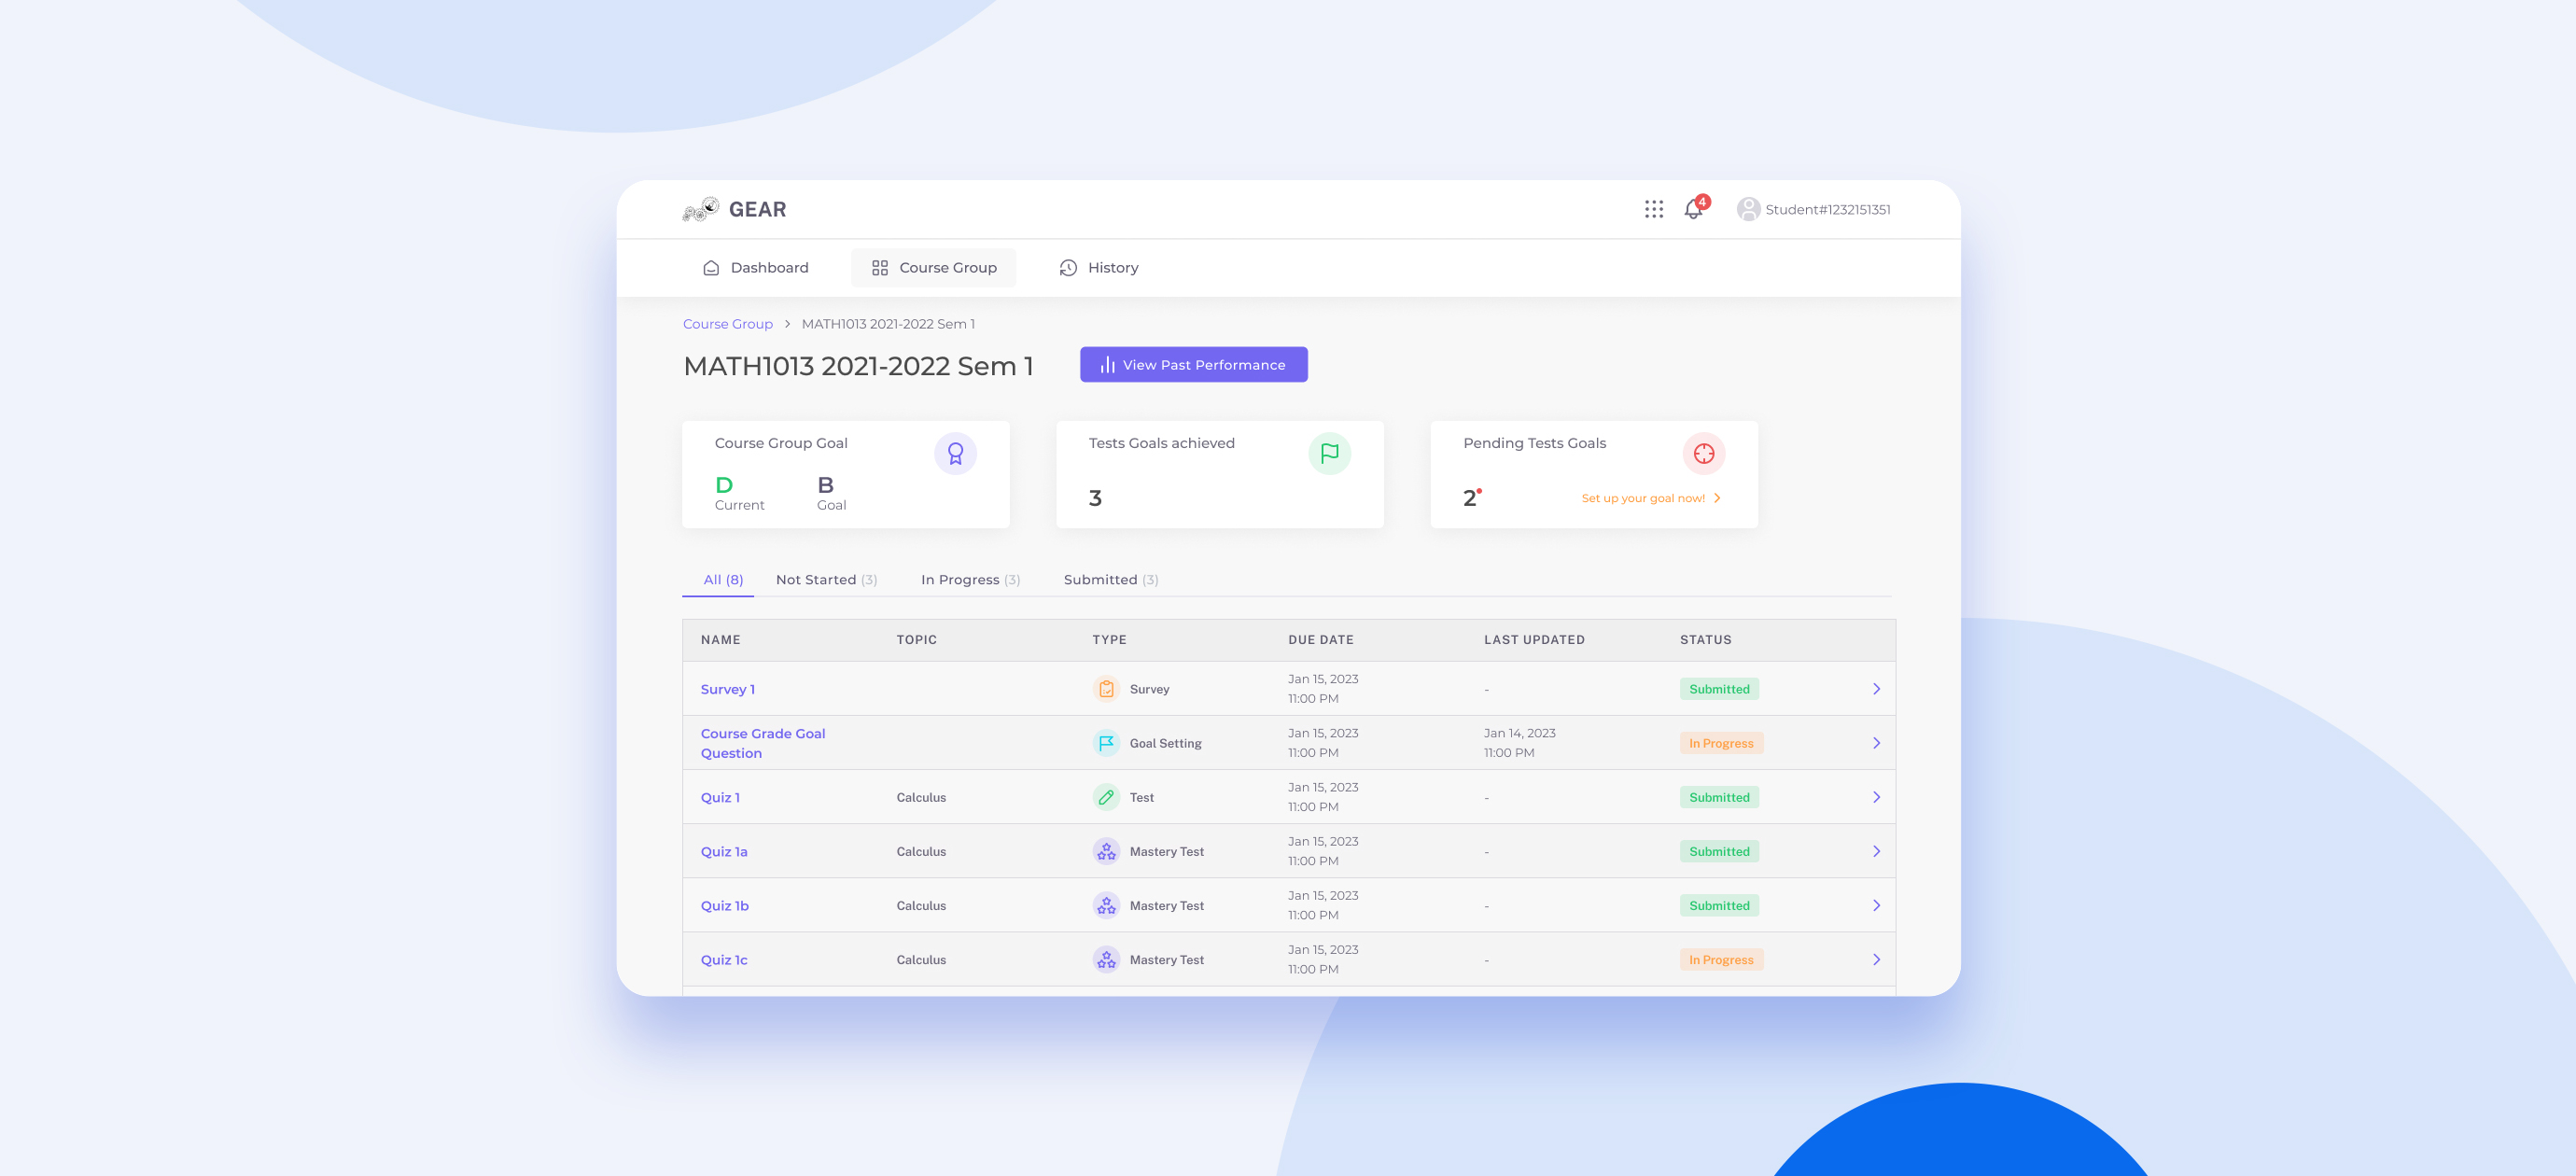 GEAR
4
Student#1232151351
Dashboard
Course Group
History
Course Group > MATH1013 2021-2022 Sem 1
MATH1013 2021-2022 Sem 1
View Past Performance
Course Group Goal
D
B
Current
Goal
Tests Goals achieved
3
Pending Tests Goals
2
Set up your goal now!
All (8)
Not Started (3)
In Progress (3)
Submitted (3)
NAME TOPIC TYPE DUE DATE LAST UPDATED STATUS
Survey 1
Survey
Jan 15, 2023
11:00 PM
-
Submitted
Course Grade Goal
Question
Goal Setting
Jan 15, 2023
11:00 PM
Jan 14, 2023
11:00 PM
In Progress
Quiz 1
Calculus
Test
Jan 15, 2023
11:00 PM
-
Submitted
Quiz 1a
Calculus
Mastery Test
Jan 15, 2023
11:00 PM
-
Submitted
Quiz 1b
Calculus
Mastery Test
Jan 15, 2023
11:00 PM
-
Submitted
Quiz 1c
Calculus
Mastery Test
Jan 15, 2023
11:00 PM
-
In Progress